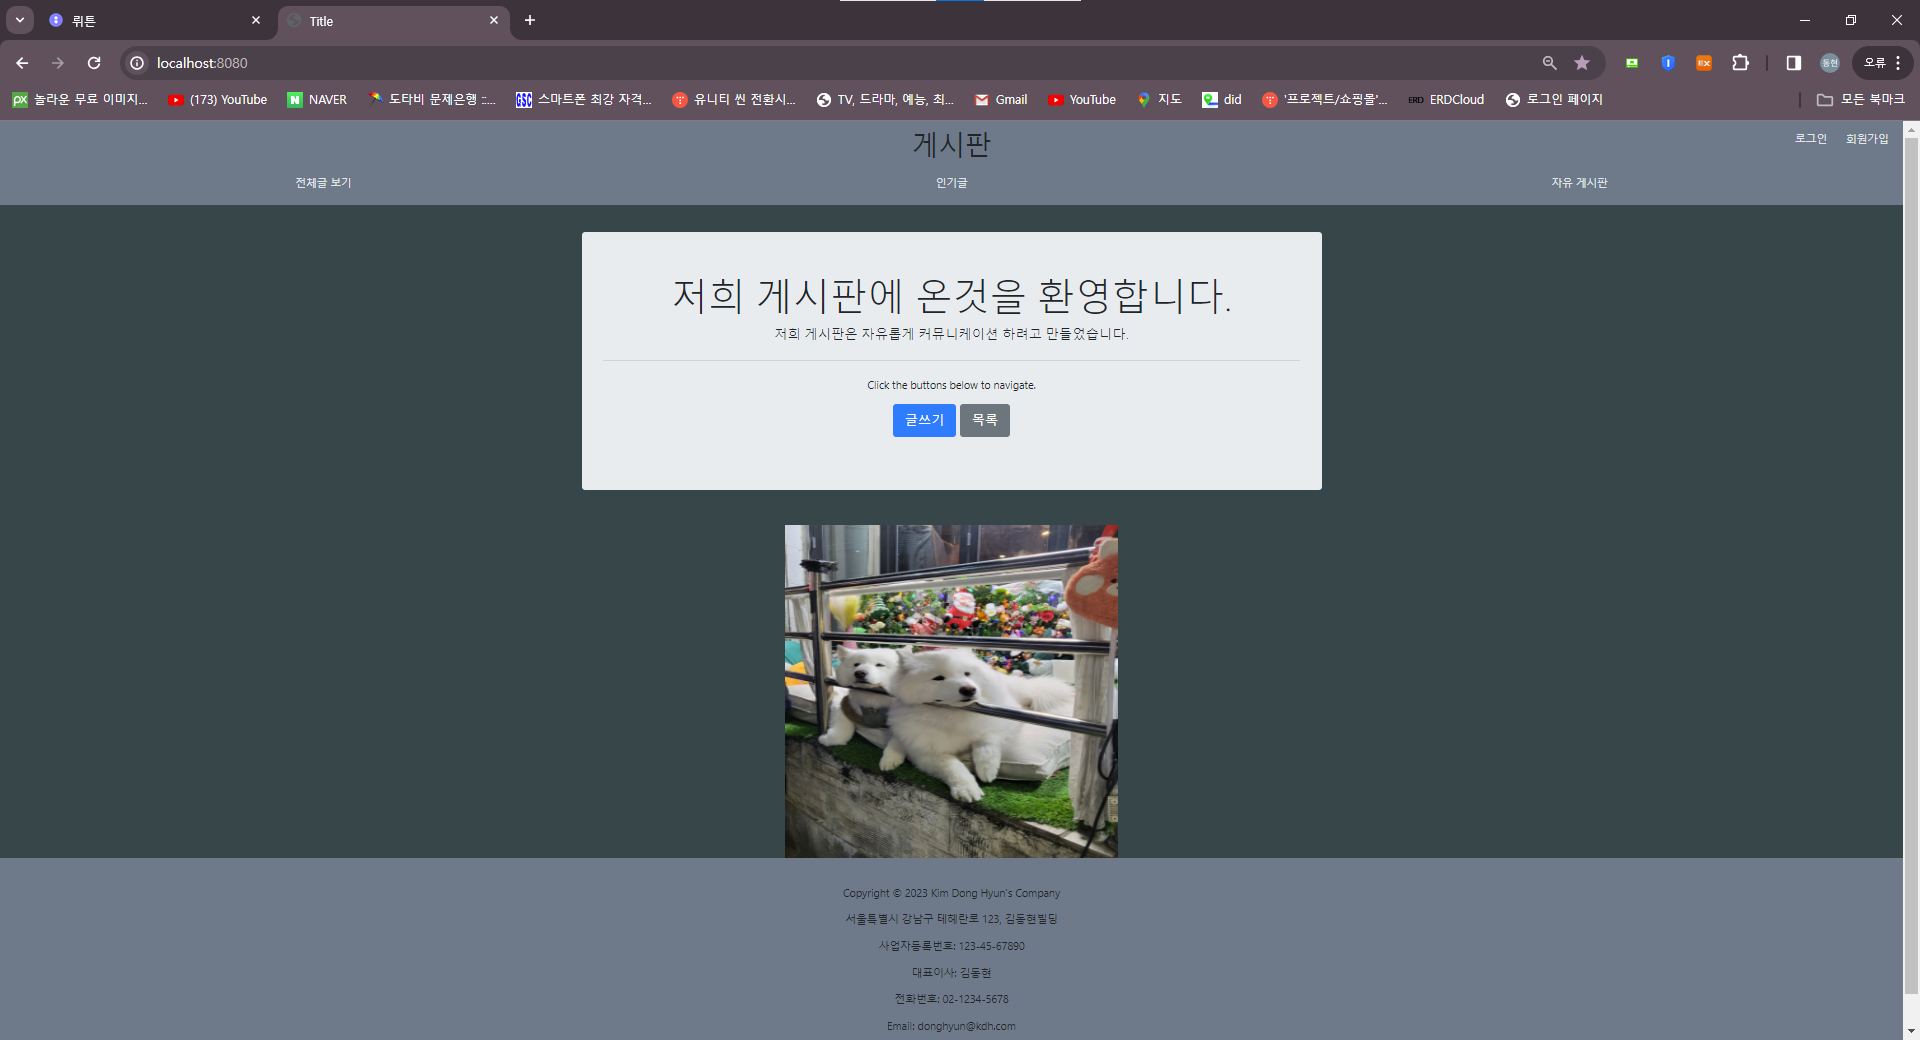 뤼튼
Title
localhost:8080
동현
오류
놀라운 무료 이미지...
(173) YouTube
NAVER
도타비 문제은행 ::...
GSC 스마트폰 최강 자격...
유니티 씬 전환시...
TV, 드라마, 예능, 최...
Gmail
YouTube
지도
did
'프로젝트/쇼핑몰'...
ERD ERDCloud
로그인 페이지
모든 북마크
게시판
로그인 회원가입
전체글 보기 인기글 자유 게시판
저희 게시판에 온것을 환영합니다.
저희 게시판은 자유롭게 커뮤니케이션 하려고 만들었습니다.
Click the buttons below to navigate.
글쓰기 목록
Copyright © 2023 Kim Dong Hyun's Company
서울특별시 강남구 테헤란로 123, 김동현빌딩
사업자등록번호: 123-45-67890
대표이사: 김동현
전화번호: 02-1234-5678
Email: donghyun@kdh.com